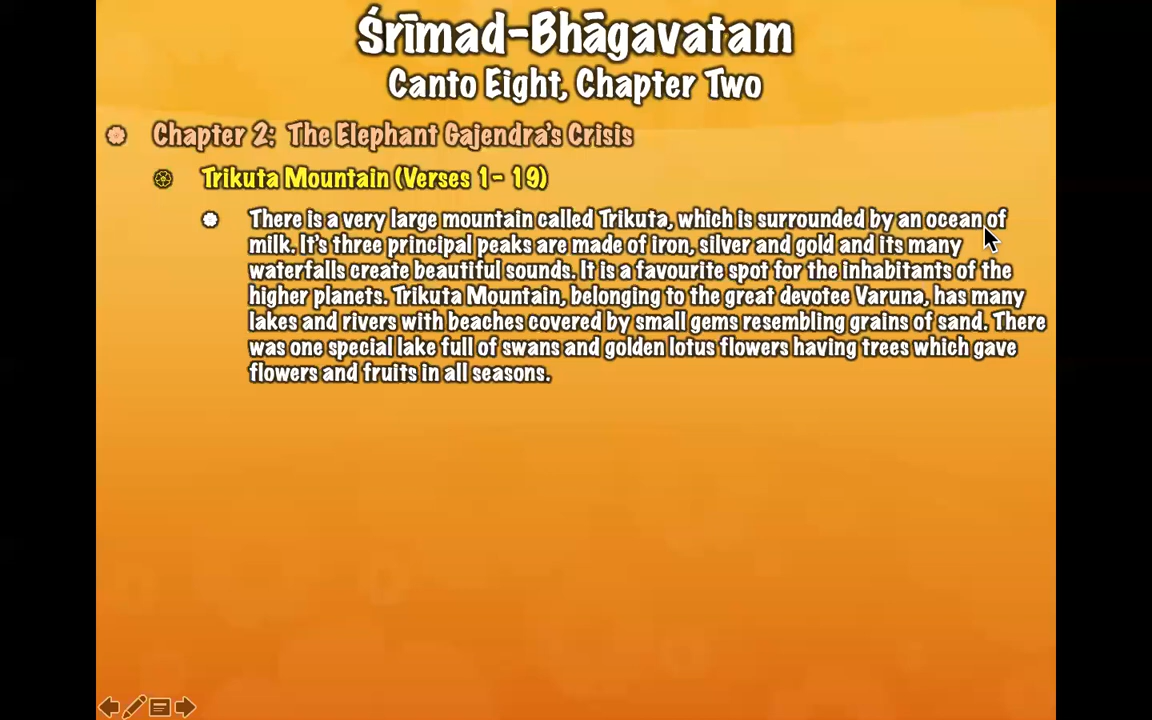 Śrīmad-Bhāgavatam
Canto Eight, Chapter Two
Chapter 2: The Elephant Gajendra's Crisis
Trikuta Mountain (Verses 1- 19)
There is a very large mountain called Trikuta, which is surrounded by an ocean of
milk. It's three principal peaks are made of iron, silver and gold and its many
waterfalls create beautiful sounds. It is a favourite spot for the inhabitants of the
higher planets. Trikuta Mountain, belonging to the great devotee Varuna, has many
lakes and rivers with beaches covered by small gems resembling grains of sand. There
was one special lake full of swans and golden lotus flowers having trees which gave
flowers and fruits in all seasons.